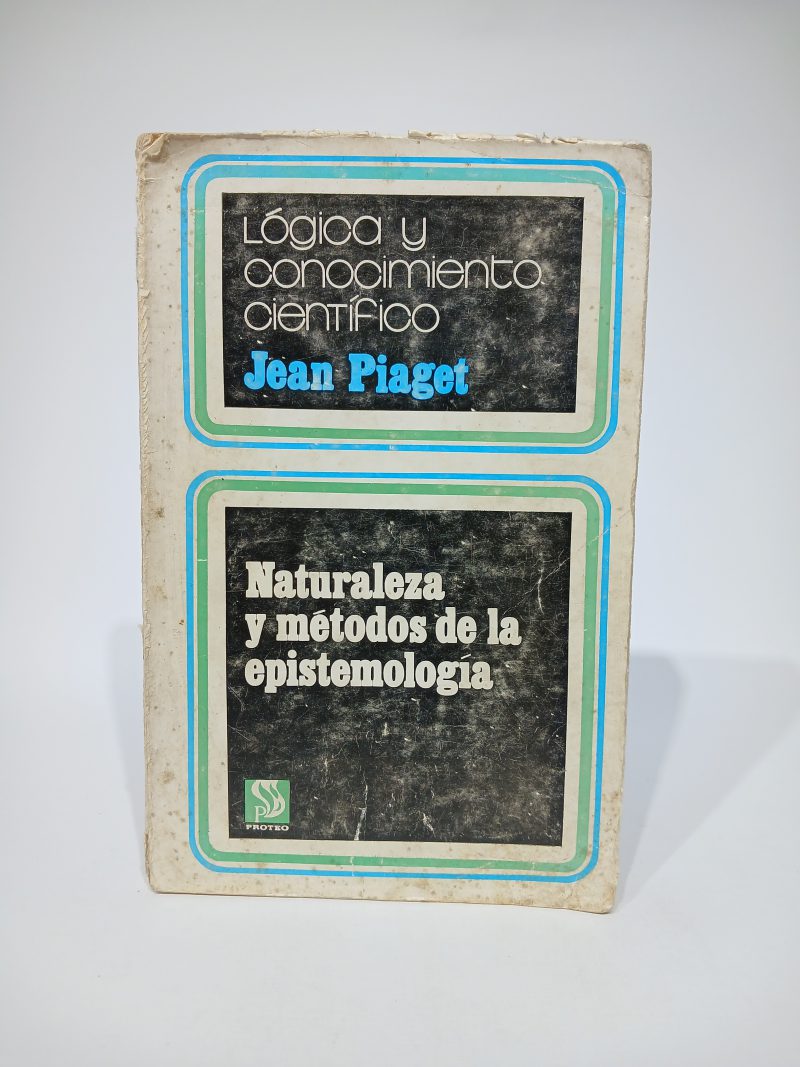 Lógica y
conocimiento
científico
Jean Piaget
Naturaleza
y métodos de la
epistemología
P
PROTEO